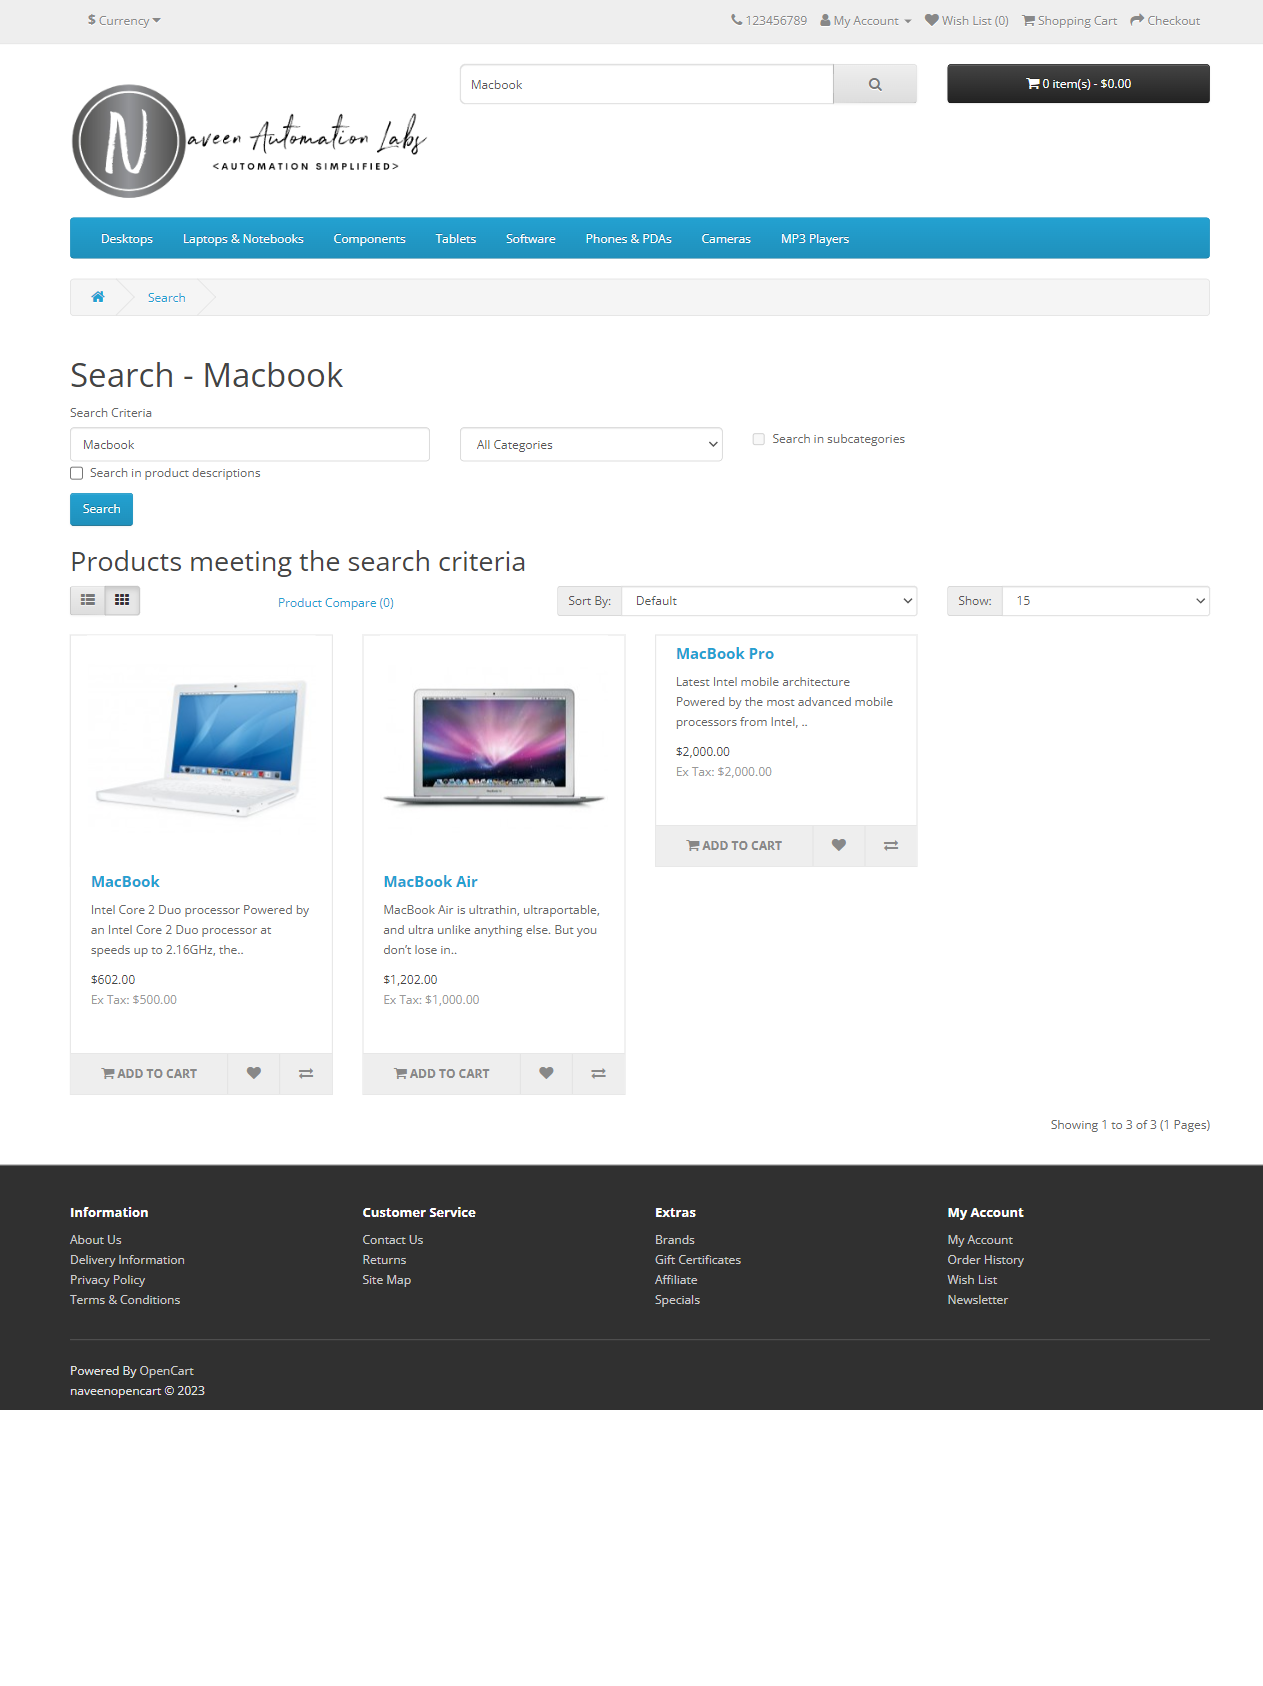 $ Currency
123456789 My Account Wish List (0) Shopping Cart Checkout
Macbook
0 item(s) - $0.00
N
aveen Automation Labs
<AUTOMATION SIMPLIFIED>
Desktops Laptops & Notebooks Components Tablets Software Phones & PDAs Cameras MP3 Players
Search
Search - Macbook
Search Criteria
Macbook
All Categories
Search in subcategories
Search in product descriptions
Search
Products meeting the search criteria
Product Compare (0)
Sort By: Default
Show: 15
MacBook
Intel Core 2 Duo processor Powered by
an Intel Core 2 Duo processor at
speeds up to 2.16GHz, the..
$602.00
Ex Tax: $500.00
ADD TO CART
MacBook Air
MacBook Air is ultrathin, ultraportable,
and ultra unlike anything else. But you
don't lose in..
$1,202.00
Ex Tax: $1,000.00
ADD TO CART
MacBook Pro
Latest Intel mobile architecture
Powered by the most advanced mobile
processors from Intel, ..
$2,000.00
Ex Tax: $2,000.00
ADD TO CART
Showing 1 to 3 of 3 (1 Pages)
Information
About Us
Delivery Information
Privacy Policy
Terms & Conditions
Customer Service
Contact Us
Returns
Site Map
Extras
Brands
Gift Certificates
Affiliate
Specials
My Account
My Account
Order History
Wish List
Newsletter
Powered By OpenCart
naveenopencart © 2023